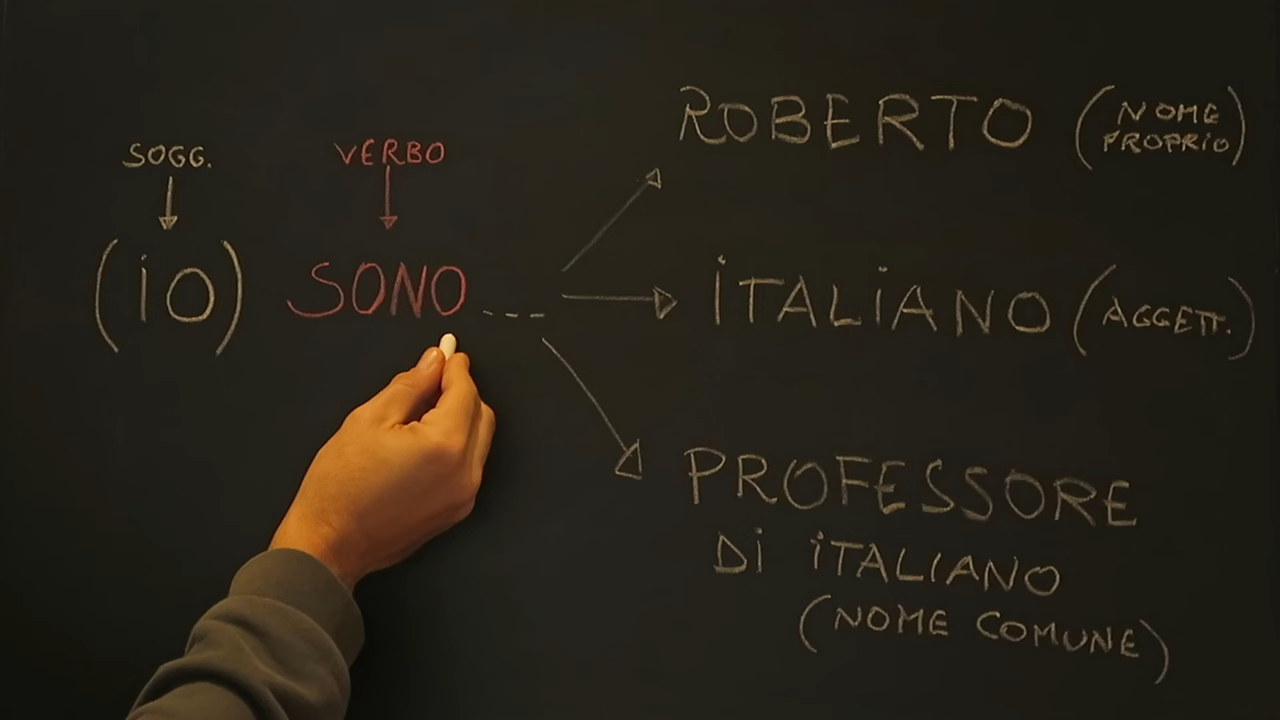 SOGG.
VERBO
(iO) SONO ---
ROBERTO (NOME
PROPRiO)
iTALiANO (AGGETT.)
PROFESSORE
Di iTALIANO
(NOME COMUNE)